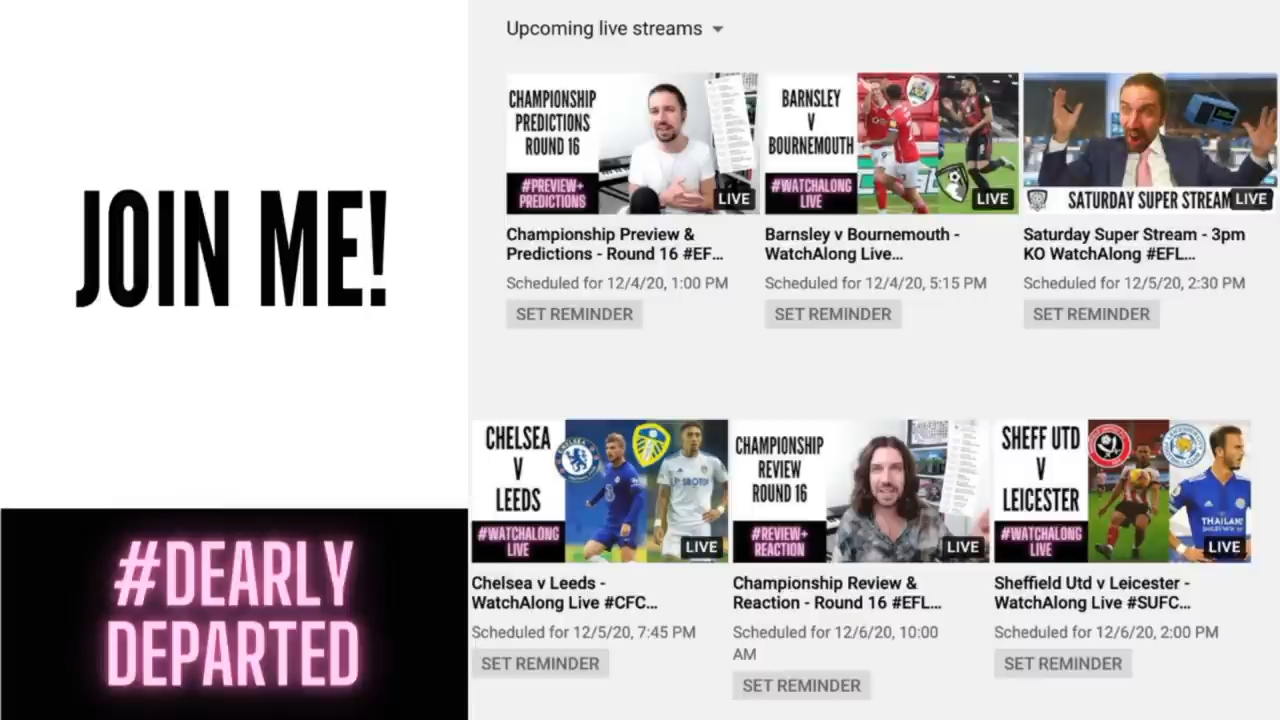 JOIN ME!
#DEARLY
DEPARTED
Upcoming live streams
CHAMPIONSHIP
PREDICTIONS
ROUND 16
#PREVIEW+
PREDICTIONS
LIVE
Championship Preview &
Predictions - Round 16 #EF...
Scheduled for 12/4/20, 1:00 PM
SET REMINDER
BARNSLEY
V
BOURNEMOUTH
#WATCHALONG
LIVE
LIVE
Barnsley v Bournemouth -
WatchAlong Live...
Scheduled for 12/4/20, 5:15 PM
SET REMINDER
SATURDAY SUPER STREAM
LIVE
Saturday Super Stream - 3pm
KO WatchAlong #EFL...
Scheduled for 12/5/20, 2:30 PM
SET REMINDER
CHELSEA
V
LEEDS
#WATCHALONG
LIVE
LIVE
Chelsea v Leeds -
WatchAlong Live #CFC...
Scheduled for 12/5/20, 7:45 PM
SET REMINDER
CHAMPIONSHIP
REVIEW
ROUND 16
#REVIEW+
REACTION
LIVE
Championship Review &
Reaction - Round 16 #EFL...
Scheduled for 12/6/20, 10:00
AM
SET REMINDER
SHEFF UTD
V
LEICESTER
#WATCHALONG
LIVE
THAILAND
LIVE
Sheffield Utd v Leicester -
WatchAlong Live #SUFC...
Scheduled for 12/6/20, 2:00 PM
SET REMINDER